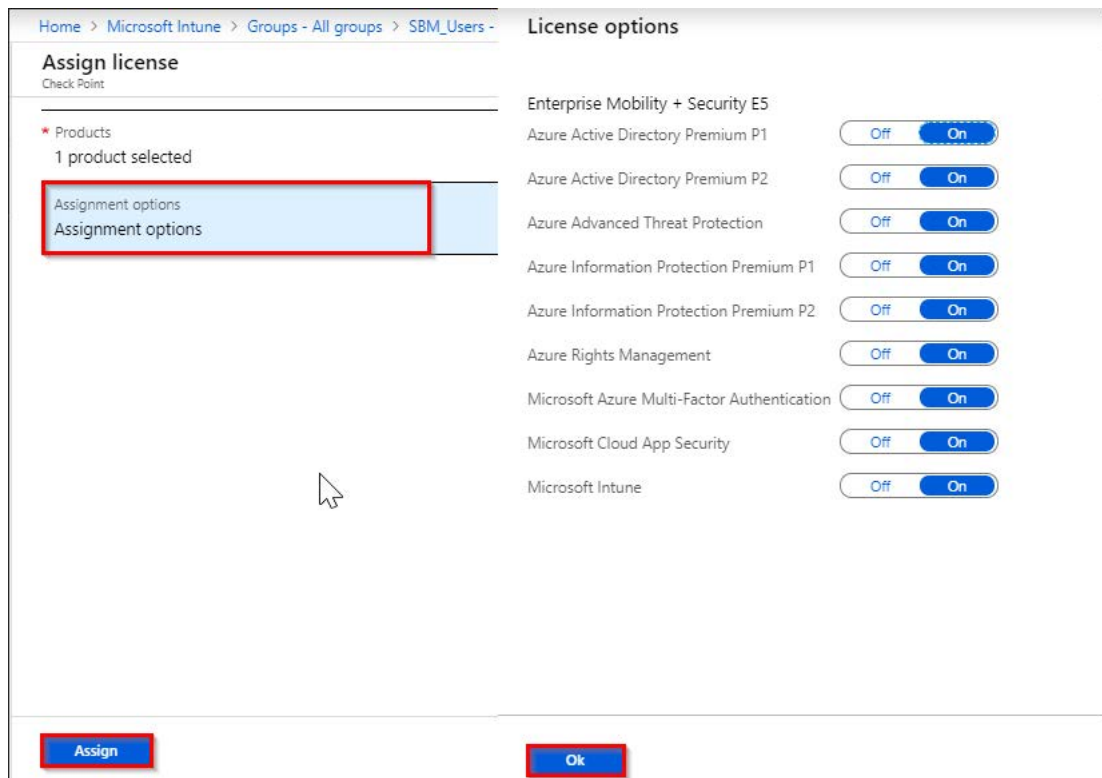 Home > Microsoft Intune > Groups - All groups > SBM_Users -
Assign license
Check Point
* Products
1 product selected
Assignment options
Assignment options
Assign
License options
Enterprise Mobility + Security E5
Azure Active Directory Premium P1 Off On
Azure Active Directory Premium P2 Off On
Azure Advanced Threat Protection Off On
Azure Information Protection Premium P1 Off On
Azure Information Protection Premium P2 Off On
Azure Rights Management Off On
Microsoft Azure Multi-Factor Authentication Off On
Microsoft Cloud App Security Off On
Microsoft Intune Off On
Ok